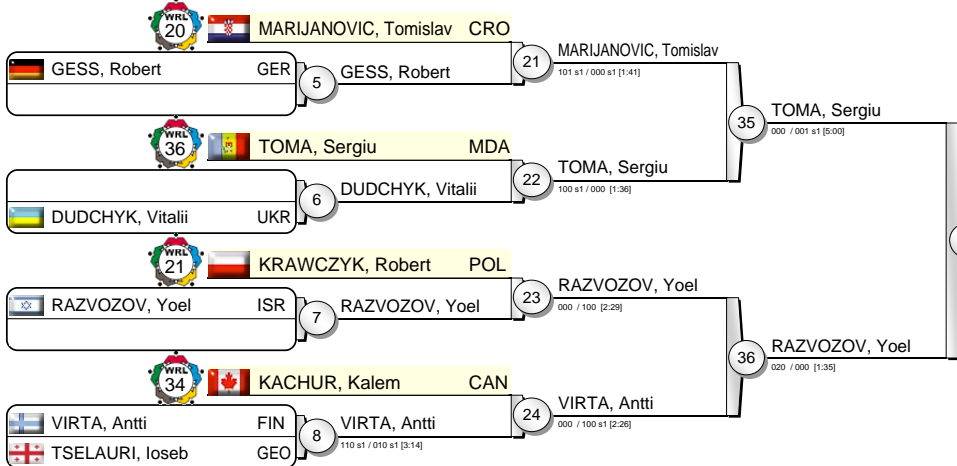 WRL
20
MARIJANOVIC, Tomislav CRO
GESS, Robert GER
5
GESS, Robert
21
MARIJANOVIC, Tomislav
101 s1 / 000 s1 [1:41]
WRL
36
TOMA, Sergiu MDA
DUDCHYK, Vitalii UKR
6
DUDCHYK, Vitalii
22
TOMA, Sergiu
100 s1 / 000 [1:36]
35
TOMA, Sergiu
000 / 001 s1 [5:00]
WRL
21
KRAWCZYK, Robert POL
RAZVOZOV, Yoel ISR
7
RAZVOZOV, Yoel
23
RAZVOZOV, Yoel
000 / 100 [2:29]
WRL
34
KACHUR, Kalem CAN
VIRTA, Antti FIN
TSELAURI, Ioseb GEO
8
VIRTA, Antti
110 s1 / 010 s1 [3:14]
24
VIRTA, Antti
000 / 100 s1 [2:26]
36
RAZVOZOV, Yoel
020 / 000 [1:35]